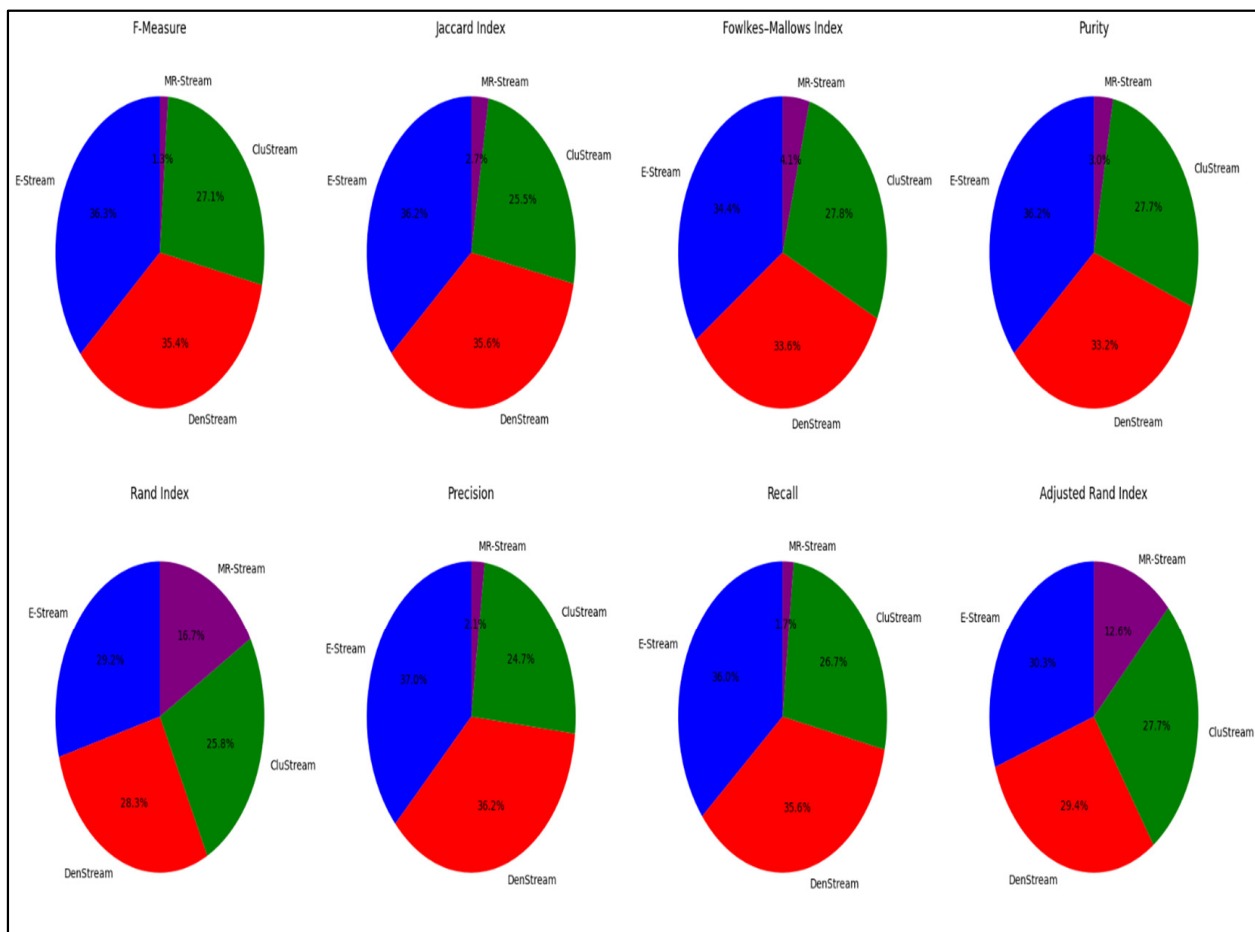 F-Measure
MR-Stream
1.3%
CluStream
E-Stream
27.1%
36.3%
35.4%
DenStream
Jaccard Index
MR-Stream
2.7%
CluStream
E-Stream
25.5%
36.2%
35.6%
DenStream
Fowlkes–Mallows Index
MR-Stream
4.1%
CluStream
E-Stream
27.8%
34.4%
33.6%
DenStream
Purity
MR-Stream
3.0%
CluStream
E-Stream
27.7%
36.2%
33.2%
DenStream
Rand Index
MR-Stream
E-Stream
16.7%
29.2%
25.8%
CluStream
28.3%
DenStream
Precision
MR-Stream
2.1%
CluStream
E-Stream
24.7%
37.0%
36.2%
DenStream
Recall
MR-Stream
1.7%
CluStream
E-Stream
26.7%
36.0%
35.6%
DenStream
Adjusted Rand Index
MR-Stream
E-Stream
12.6%
30.3%
27.7%
CluStream
29.4%
DenStream